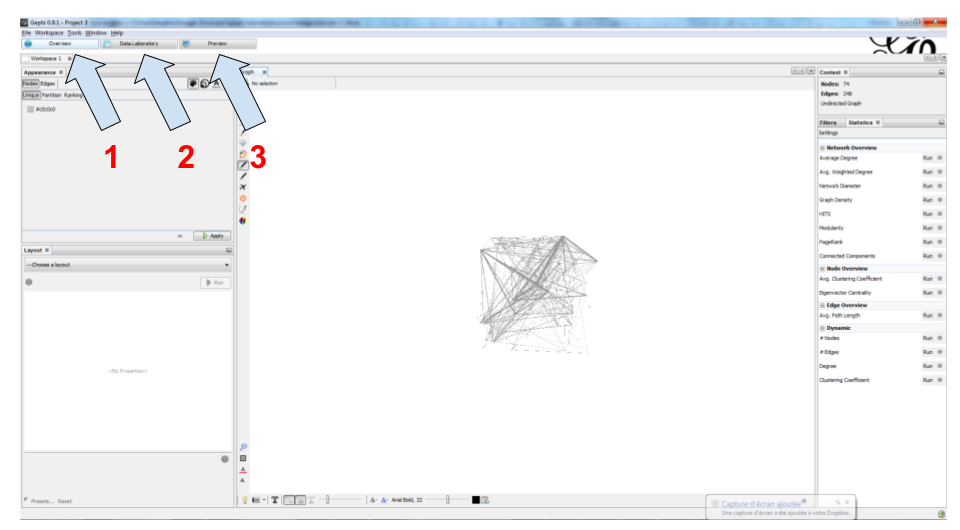 Gephi 0.9.1 - Project 3
File Workspace Tools Window Help
Overview Data Laboratory Preview
Workspace 1
Appearance
Nodes Edges
Unique Partition Ranking
#c0c0c0
Apply
Layout
---Choose a layout
Run
<No Properties>
Presets... Reset
1 2 3
No selection
Arial Bold, 32
Context
Nodes: 74
Edges: 248
Undirected Graph
Filters Statistics
Settings
Network Overview
Average Degree Run
Avg. Weighted Degree Run
Network Diameter Run
Graph Density Run
HITS Run
Modularity Run
PageRank Run
Connected Components Run
Node Overview
Avg. Clustering Coefficient Run
Eigenvector Centrality Run
Edge Overview
Avg. Path Length Run
Dynamic
# Nodes Run
# Edges Run
Degree Run
Clustering Coefficient Run
Capture d'écran ajoutée
Une capture d'écran a été ajoutée à votre Dropbox.